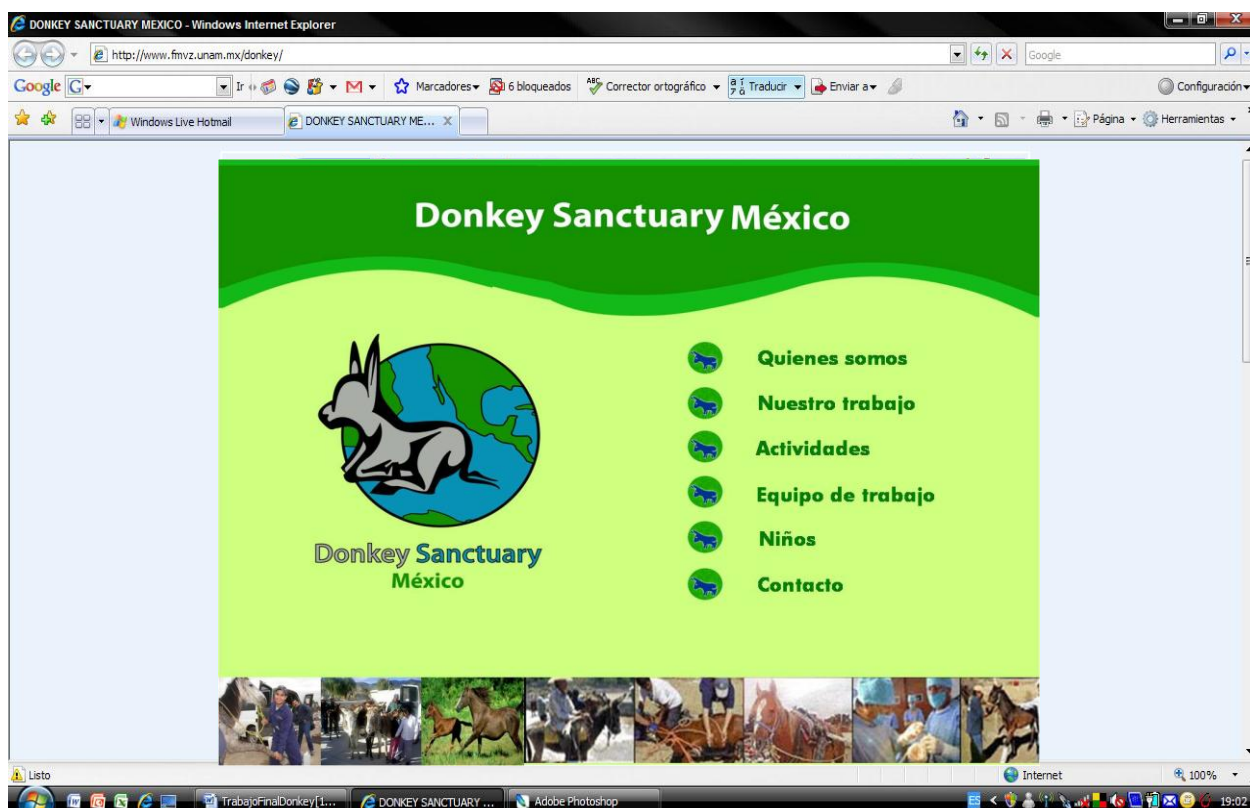 DONKEY SANCTUARY MEXICO - Windows Internet Explorer
http://www.fmvz.unam.mx/donkey/
Google
Google
G
Ir
Marcadores
6 bloqueados
Corrector ortográfico
Traducir
Enviar a
Configuración
Windows Live Hotmail
DONKEY SANCTUARY ME...
Página
Herramientas
Donkey Sanctuary México
Quienes somos
Nuestro trabajo
Actividades
Equipo de trabajo
Niños
Contacto
Donkey Sanctuary
México
Listo
Internet
100%
TrabajoFinalDonkey[1...
DONKEY SANCTUARY ...
Adobe Photoshop
ES
19:02